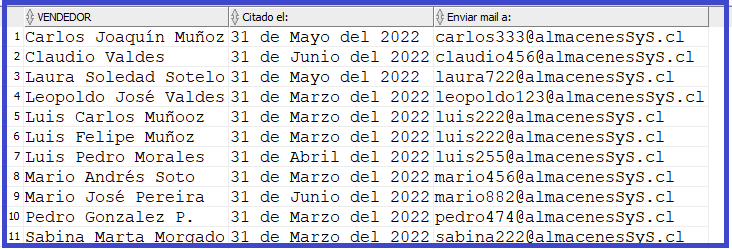 VENDEDOR Citado el: Enviar mail a:
1 Carlos Joaquín Muñoz 31 de Mayo del 2022 carlos333@almacenesSyS.cl
2 Claudio Valdes 31 de Junio del 2022 claudio456@almacenesSyS.cl
3 Laura Soledad Sotelo 31 de Mayo del 2022 laura722@almacenesSyS.cl
4 Leopoldo José Valdes 31 de Marzo del 2022 leopoldo123@almacenesSyS.cl
5 Luis Carlos Muñooz 31 de Marzo del 2022 luis222@almacenesSyS.cl
6 Luis Felipe Muñoz 31 de Marzo del 2022 luis222@almacenesSyS.cl
7 Luis Pedro Morales 31 de Abril del 2022 luis255@almacenesSyS.cl
8 Mario Andrés Soto 31 de Marzo del 2022 mario456@almacenesSyS.cl
9 Mario José Pereira 31 de Junio del 2022 mario882@almacenesSyS.cl
10 Pedro Gonzalez P. 31 de Marzo del 2022 pedro474@almacenesSyS.cl
11 Sabina Marta Morgado 31 de Marzo del 2022 sabina222@almacenesSyS.cl